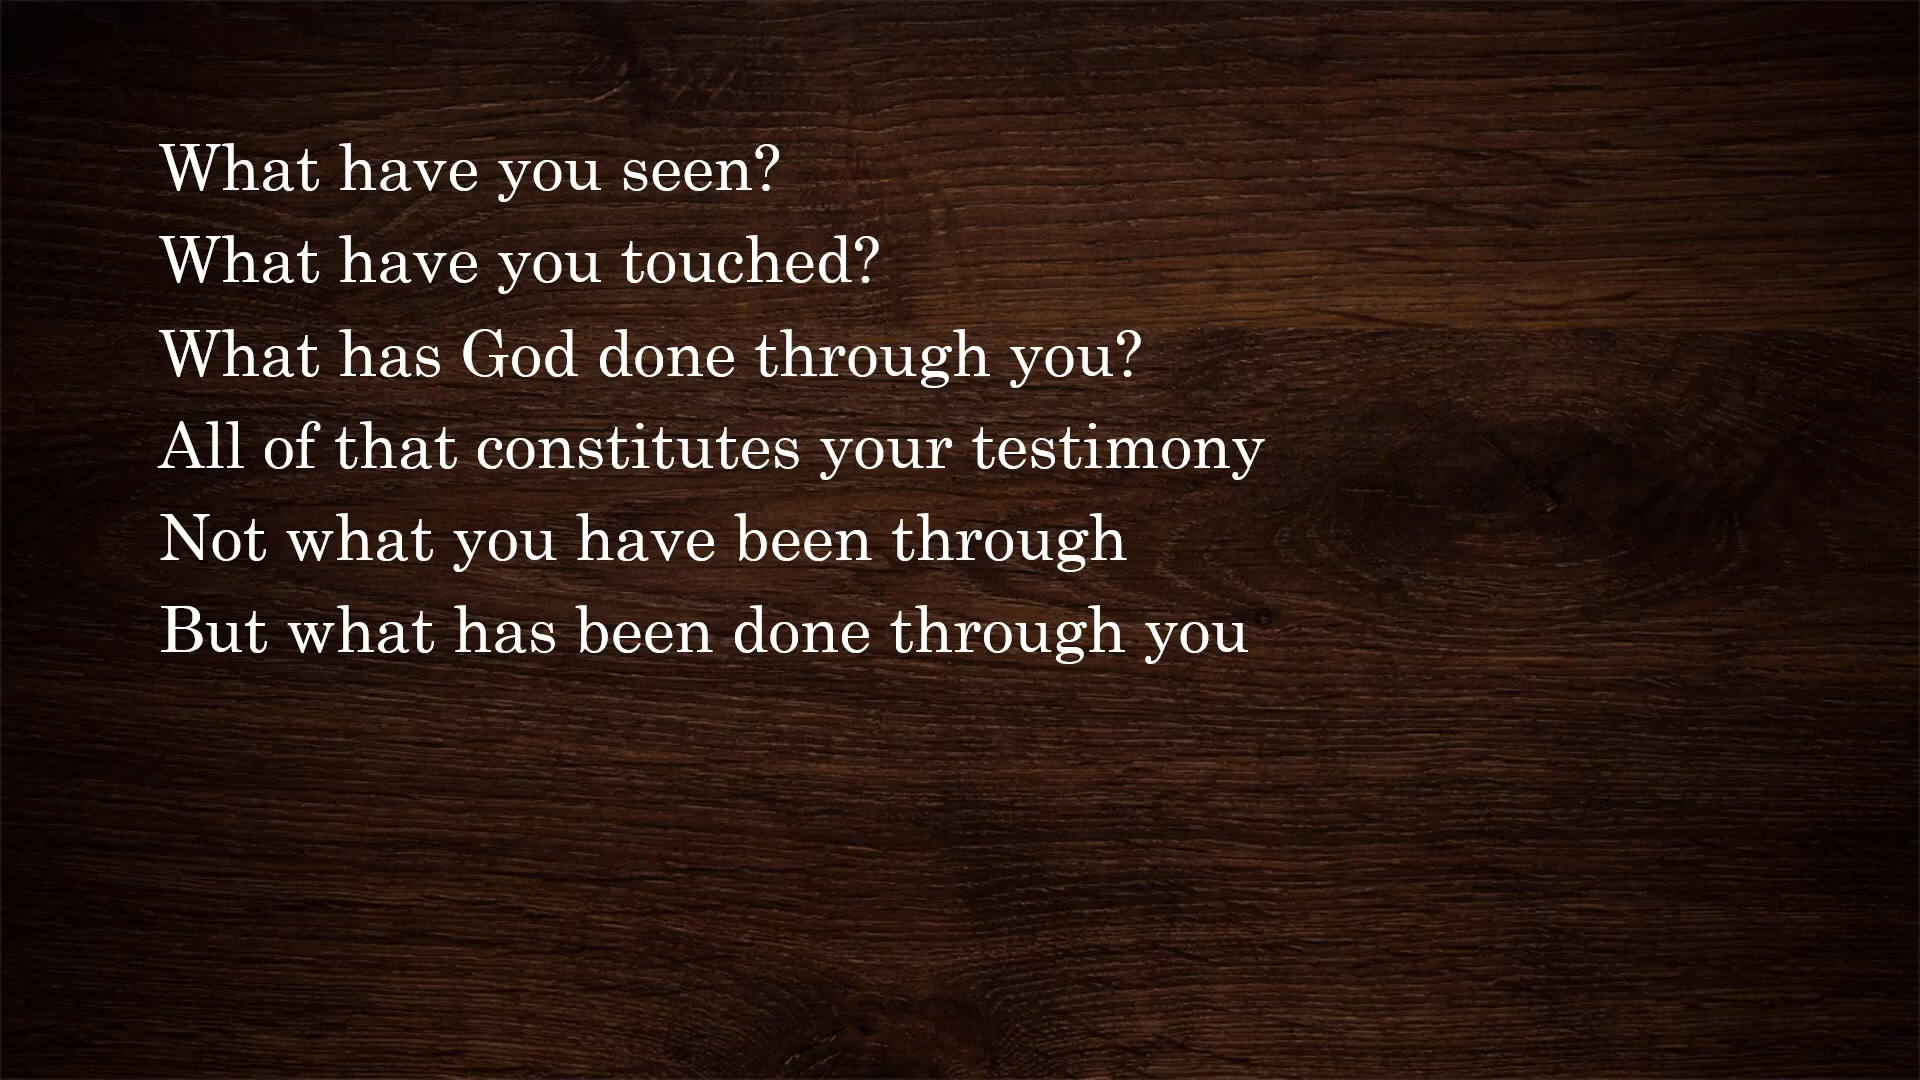 What have you seen?
What have you touched?
What has God done through you?
All of that constitutes your testimony
Not what you have been through
But what has been done through you